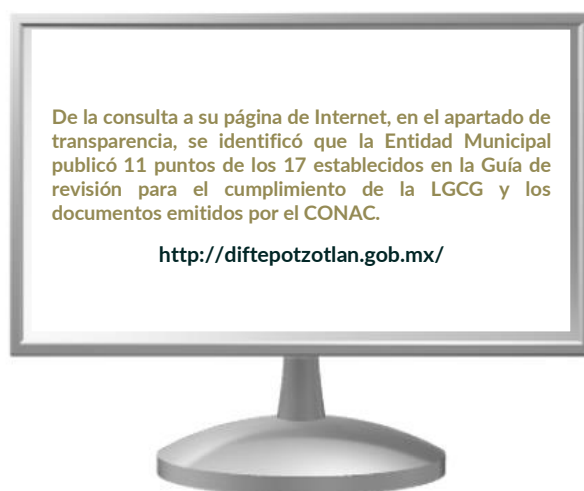 De la consulta a su página de Internet, en el apartado de
transparencia, se identificó que la Entidad Municipal
publicó 11 puntos de los 17 establecidos en la Guía de
revisión para el cumplimiento de la LGCG y los
documentos emitidos por el CONAC.
http://diftepotzotlan.gob.mx/